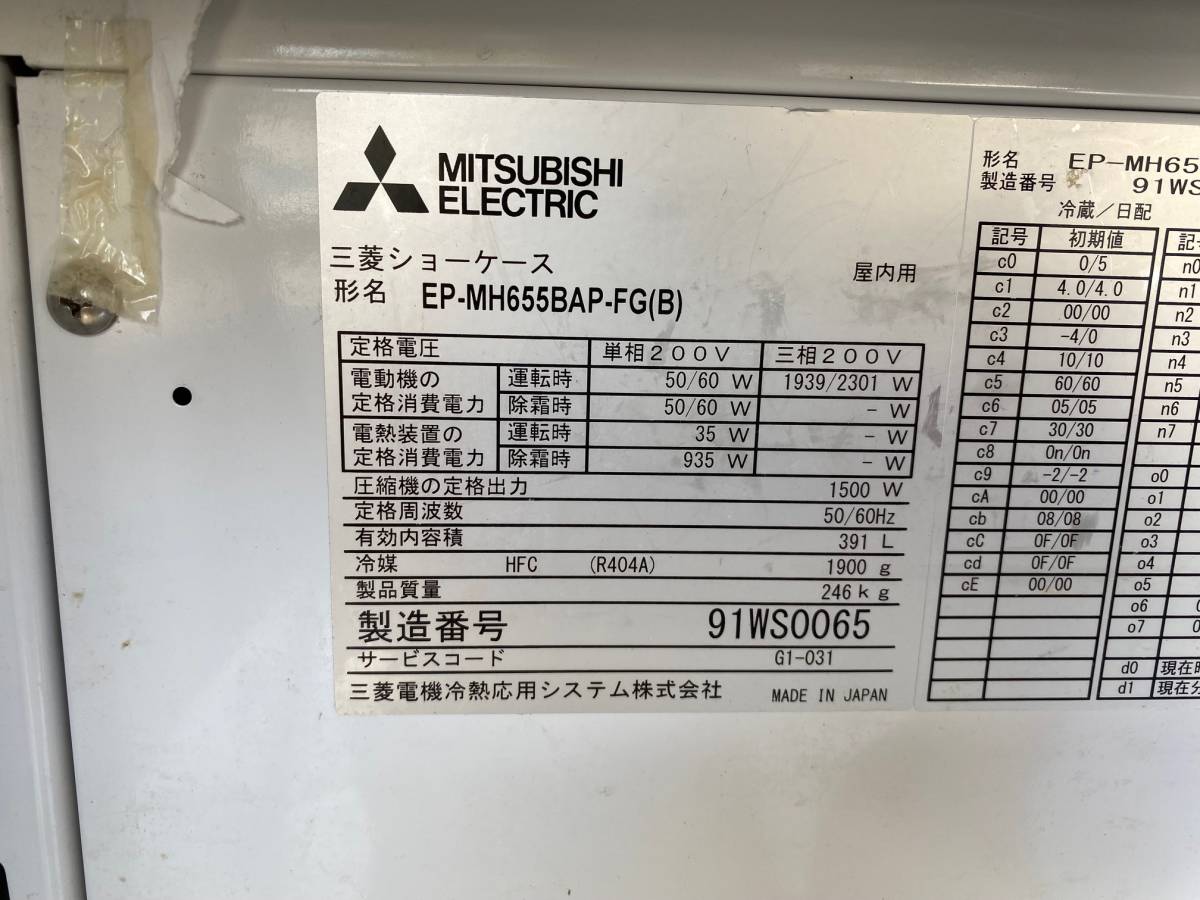 MITSUBISHI
ELECTRIC
三菱ショーケース 屋内用
形名 EP-MH655BAP-FG(B)
定格電圧 単相200V 三相200V
電動機の定格消費電力 運転時 50/60 W 1939/2301 W
除霜時 50/60 W - W
電熱装置の定格消費電力 運転時 35 W - W
除霜時 935 W - W
圧縮機の定格出力 1500 W
定格周波数 50/60Hz
有効内容積 391 L
冷媒 HFC (R404A) 1900 g
製品質量 246kg
製造番号 91WS0065
サービスコード G1-031
三菱電機冷熱応用システム株式会社 MADE IN JAPAN
形名 EP-MH65
製造番号 91WS
冷蔵/日配
記号 初期値
c0 0/5 n0
c1 4.0/4.0 n1
c2 00/00 n2
c3 -4/0 n3
c4 10/10 n4
c5 60/60 n5
c6 05/05 n6
c7 30/30 n7
c8 0n/0n
c9 -2/-2 o0
cA 00/00 o1
cb 08/08 o2
cC 0F/0F o3
cd 0F/0F o4
cE 00/00 o5
o6
o7
d0 現在
d1 現在